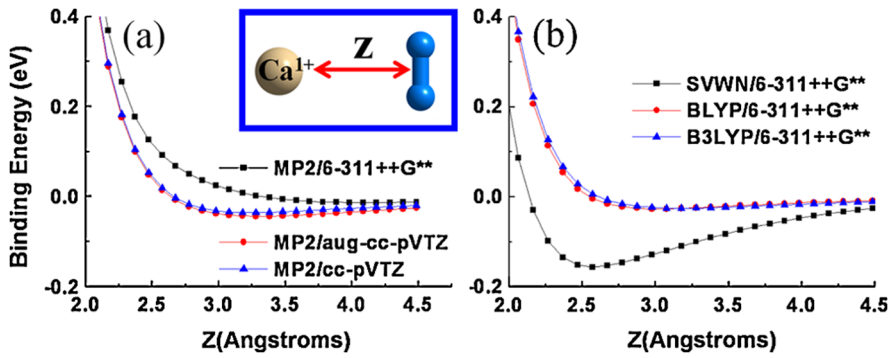 (a)
Ca1+
Z
MP2/6-311++G**
MP2/aug-cc-pVTZ
MP2/cc-pVTZ
Binding Energy (eV)
0.4
0.2
0.0
-0.2
2.0 2.5 3.0 3.5 4.0 4.5
Z(Angstroms)
(b)
SVWN/6-311++G**
BLYP/6-311++G**
B3LYP/6-311++G**
0.4
0.2
0.0
-0.2
2.0 2.5 3.0 3.5 4.0 4.5
Z(Angstroms)